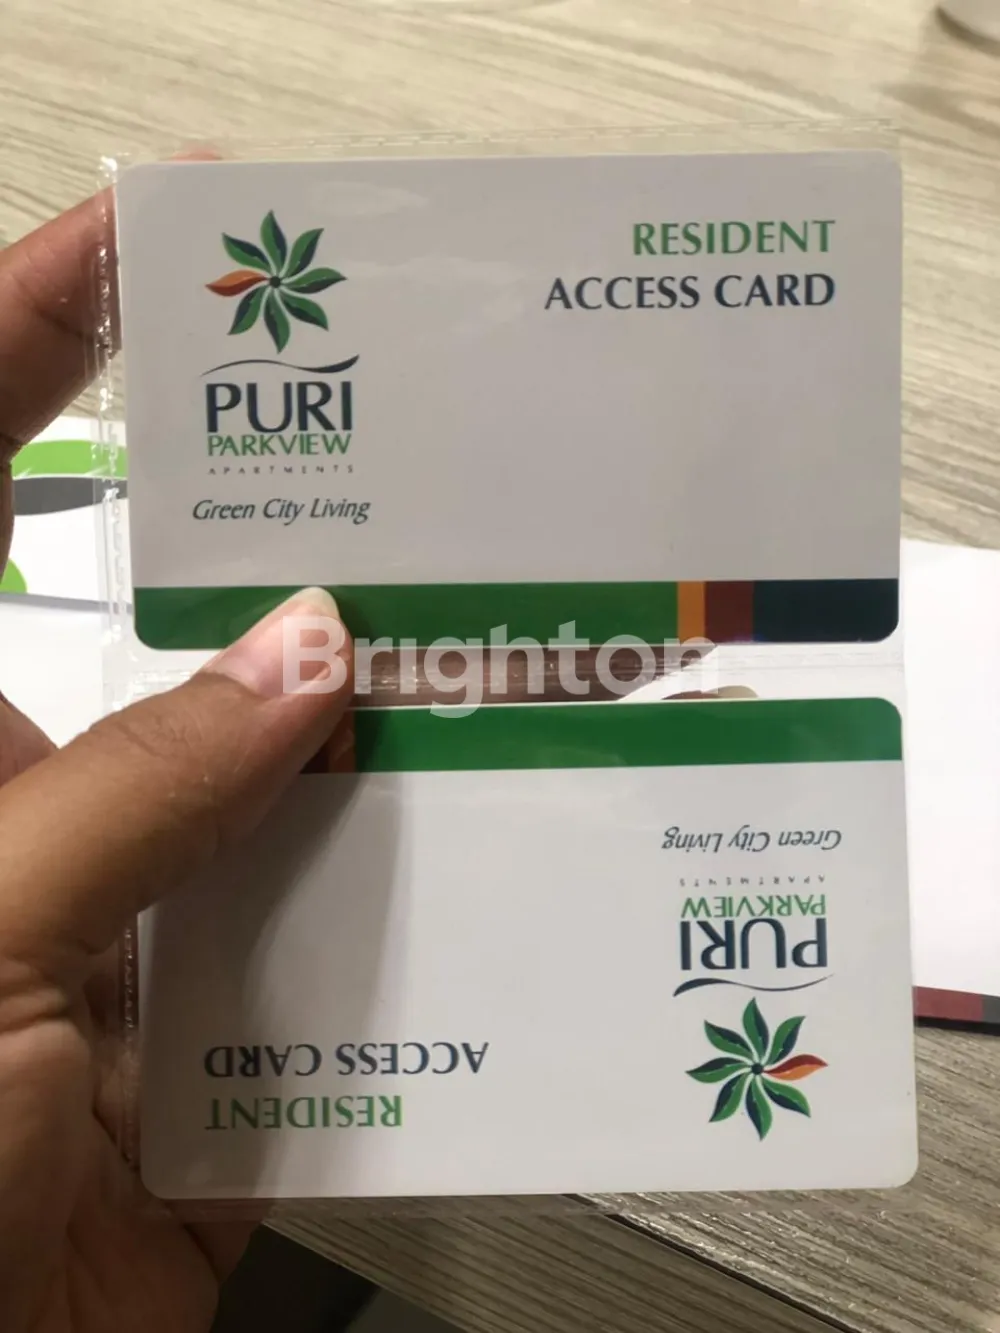 RESIDENT
ACCESS CARD
PURI
PARKVIEW
APARTMENTS
Green City Living
Brighton
Green City Living
APARTMENTS
PARKVIEW
PURI
ACCESS CARD
RESIDENT